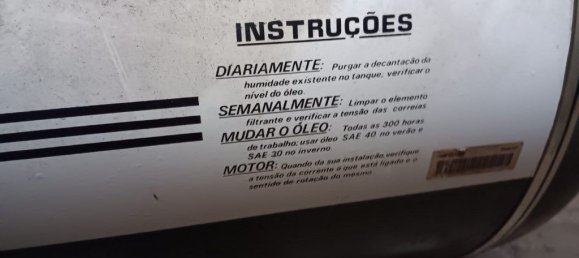 INSTRUÇÕES
DÍARIAMENTE: Purgar a decantação da
humidade existente no tanque, verificar o
nível do óleo.
SEMANALMENTE: Limpar o elemento
filtrante e verificar a tensão das correias
MUDAR O ÓLEO: Todas as 300 horas
de trabalho; usar óleo SAE 40 no verão e
SAE 30 no inverno.
MOTOR: Quando da sua instalação, verifique
a tensão da corrente a que está ligado e o
sentido de rotação do mesmo.